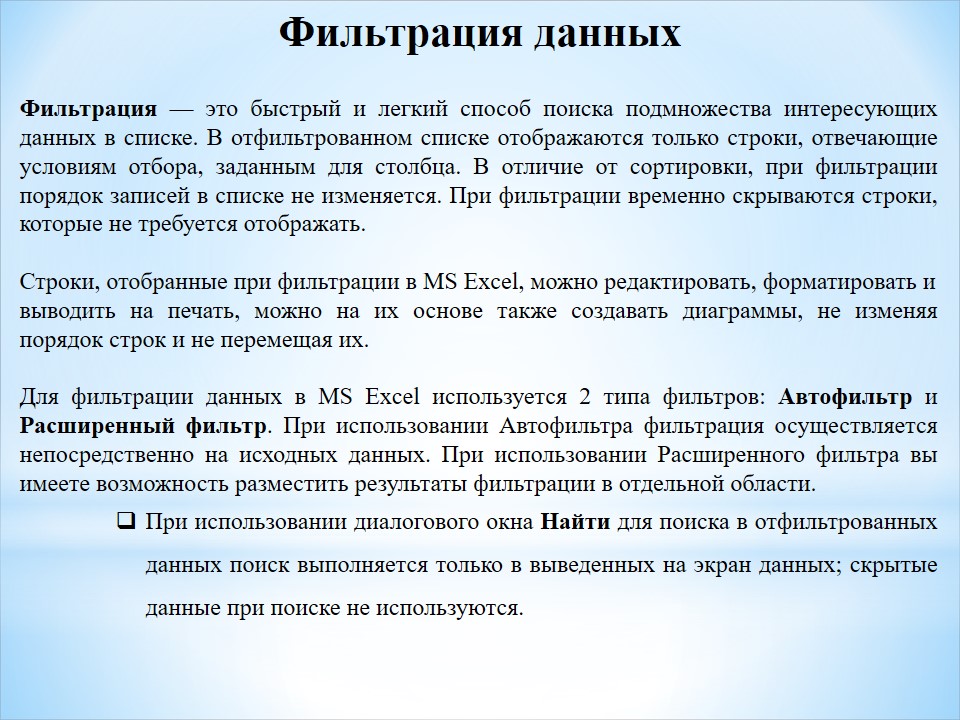 Фильтрация данных
Фильтрация — это быстрый и легкий способ поиска подмножества интересующих
данных в списке. В отфильтрованном списке отображаются только строки, отвечающие
условиям отбора, заданным для столбца. В отличие от сортировки, при фильтрации
порядок записей в списке не изменяется. При фильтрации временно скрываются строки,
которые не требуется отображать.
Строки, отобранные при фильтрации в MS Excel, можно редактировать, форматировать и
выводить на печать, можно на их основе также создавать диаграммы, не изменяя
порядок строк и не перемещая их.
Для фильтрации данных в MS Excel используется 2 типа фильтров: Автофильтр и
Расширенный фильтр. При использовании Автофильтра фильтрация осуществляется
непосредственно на исходных данных. При использовании Расширенного фильтра вы
имеете возможность разместить результаты фильтрации в отдельной области.
❑ При использовании диалогового окна Найти для поиска в отфильтрованных
данных поиск выполняется только в выведенных на экран данных; скрытые
данные при поиске не используются.